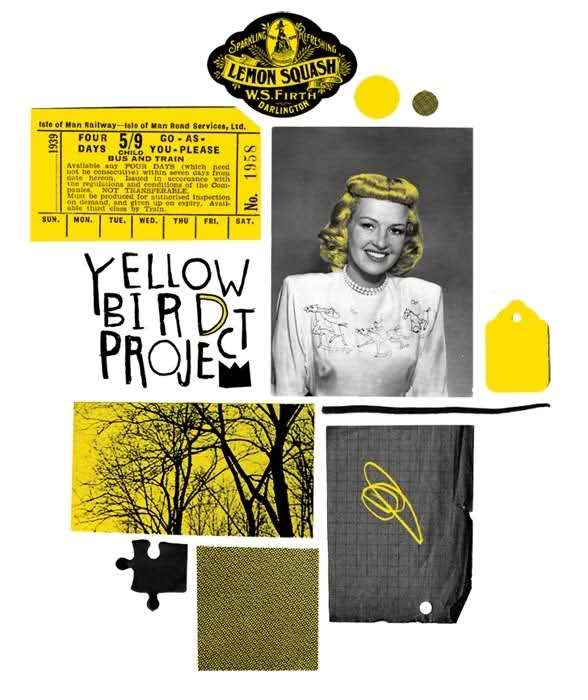 SPARKLING REFRESHING
LEMON SQUASH
W.S.FIRTH
DARLINGTON
Isle of Man Railway—Isle of Man Road Services, Ltd.
1939
FOUR DAYS
5/9
CHILD
GO-AS-
YOU-PLEASE
BUS AND TRAIN
Available any FOUR DAYS (which need
not be consecutive) within seven days from
date hereon. Issued in accordance with
the regulations and conditions of the Com-
panies. NOT TRANSFERABLE.
Must be produced for authorised inspection
on demand, and given up on expiry. Avail-
able third class by Train.
No. 1958
SUN. MON. TUE. WED. THU FRI. SAT.
YELLOW
BIRD
PROJECT